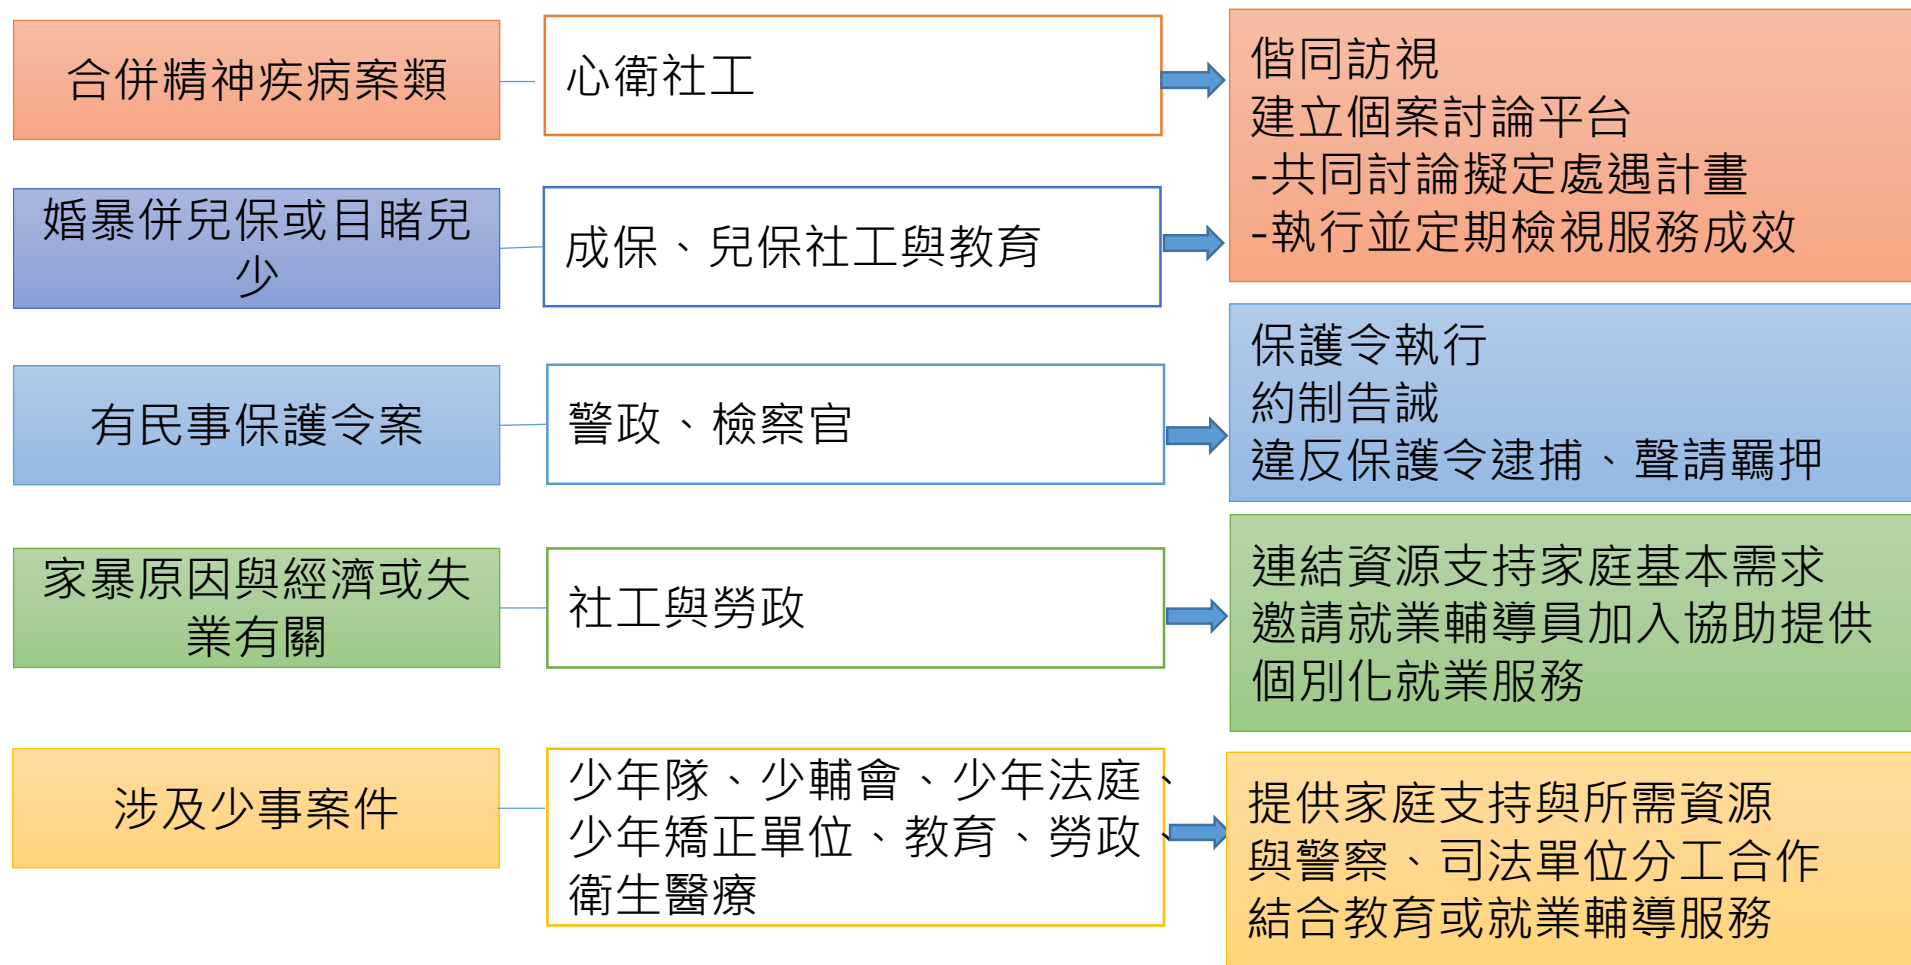 合併精神疾病案類
心衛社工
偕同訪視
建立個案討論平台
-共同討論擬定處遇計畫
-執行並定期檢視服務成效
婚暴併兒保或目睹兒
少
成保、兒保社工與教育
有民事保護令案
警政、檢察官
保護令執行
約制告誡
違反保護令逮捕、聲請羈押
家暴原因與經濟或失
業有關
社工與勞政
連結資源支持家庭基本需求
邀請就業輔導員加入協助提供
個別化就業服務
涉及少事案件
少年隊、少輔會、少年法庭、
少年矯正單位、教育、勞政、
衛生醫療
提供家庭支持與所需資源
與警察、司法單位分工合作
結合教育或就業輔導服務